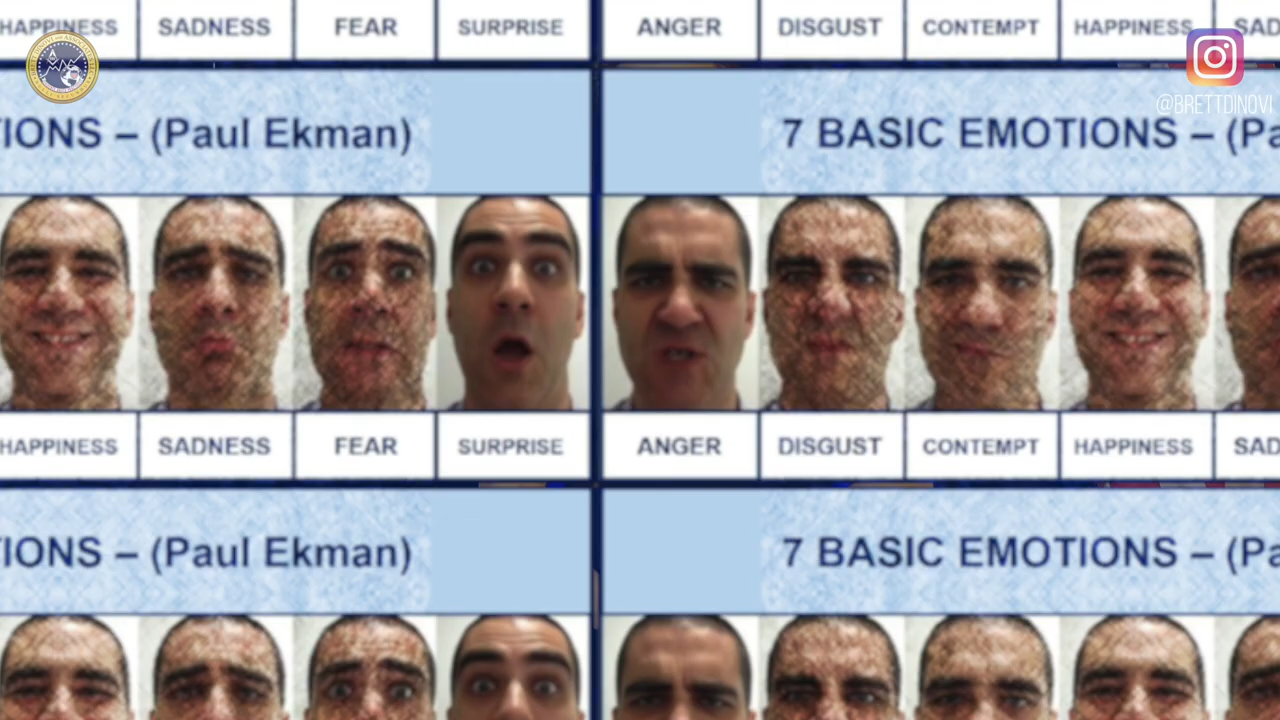 HAPPINESS SADNESS FEAR SURPRISE ANGER DISGUST CONTEMPT HAPPINESS SAD
@BRETTDINOVI
IONS – (Paul Ekman) 7 BASIC EMOTIONS – (Pa
HAPPINESS SADNESS FEAR SURPRISE ANGER DISGUST CONTEMPT HAPPINESS SAD
IONS – (Paul Ekman) 7 BASIC EMOTIONS – (Pa